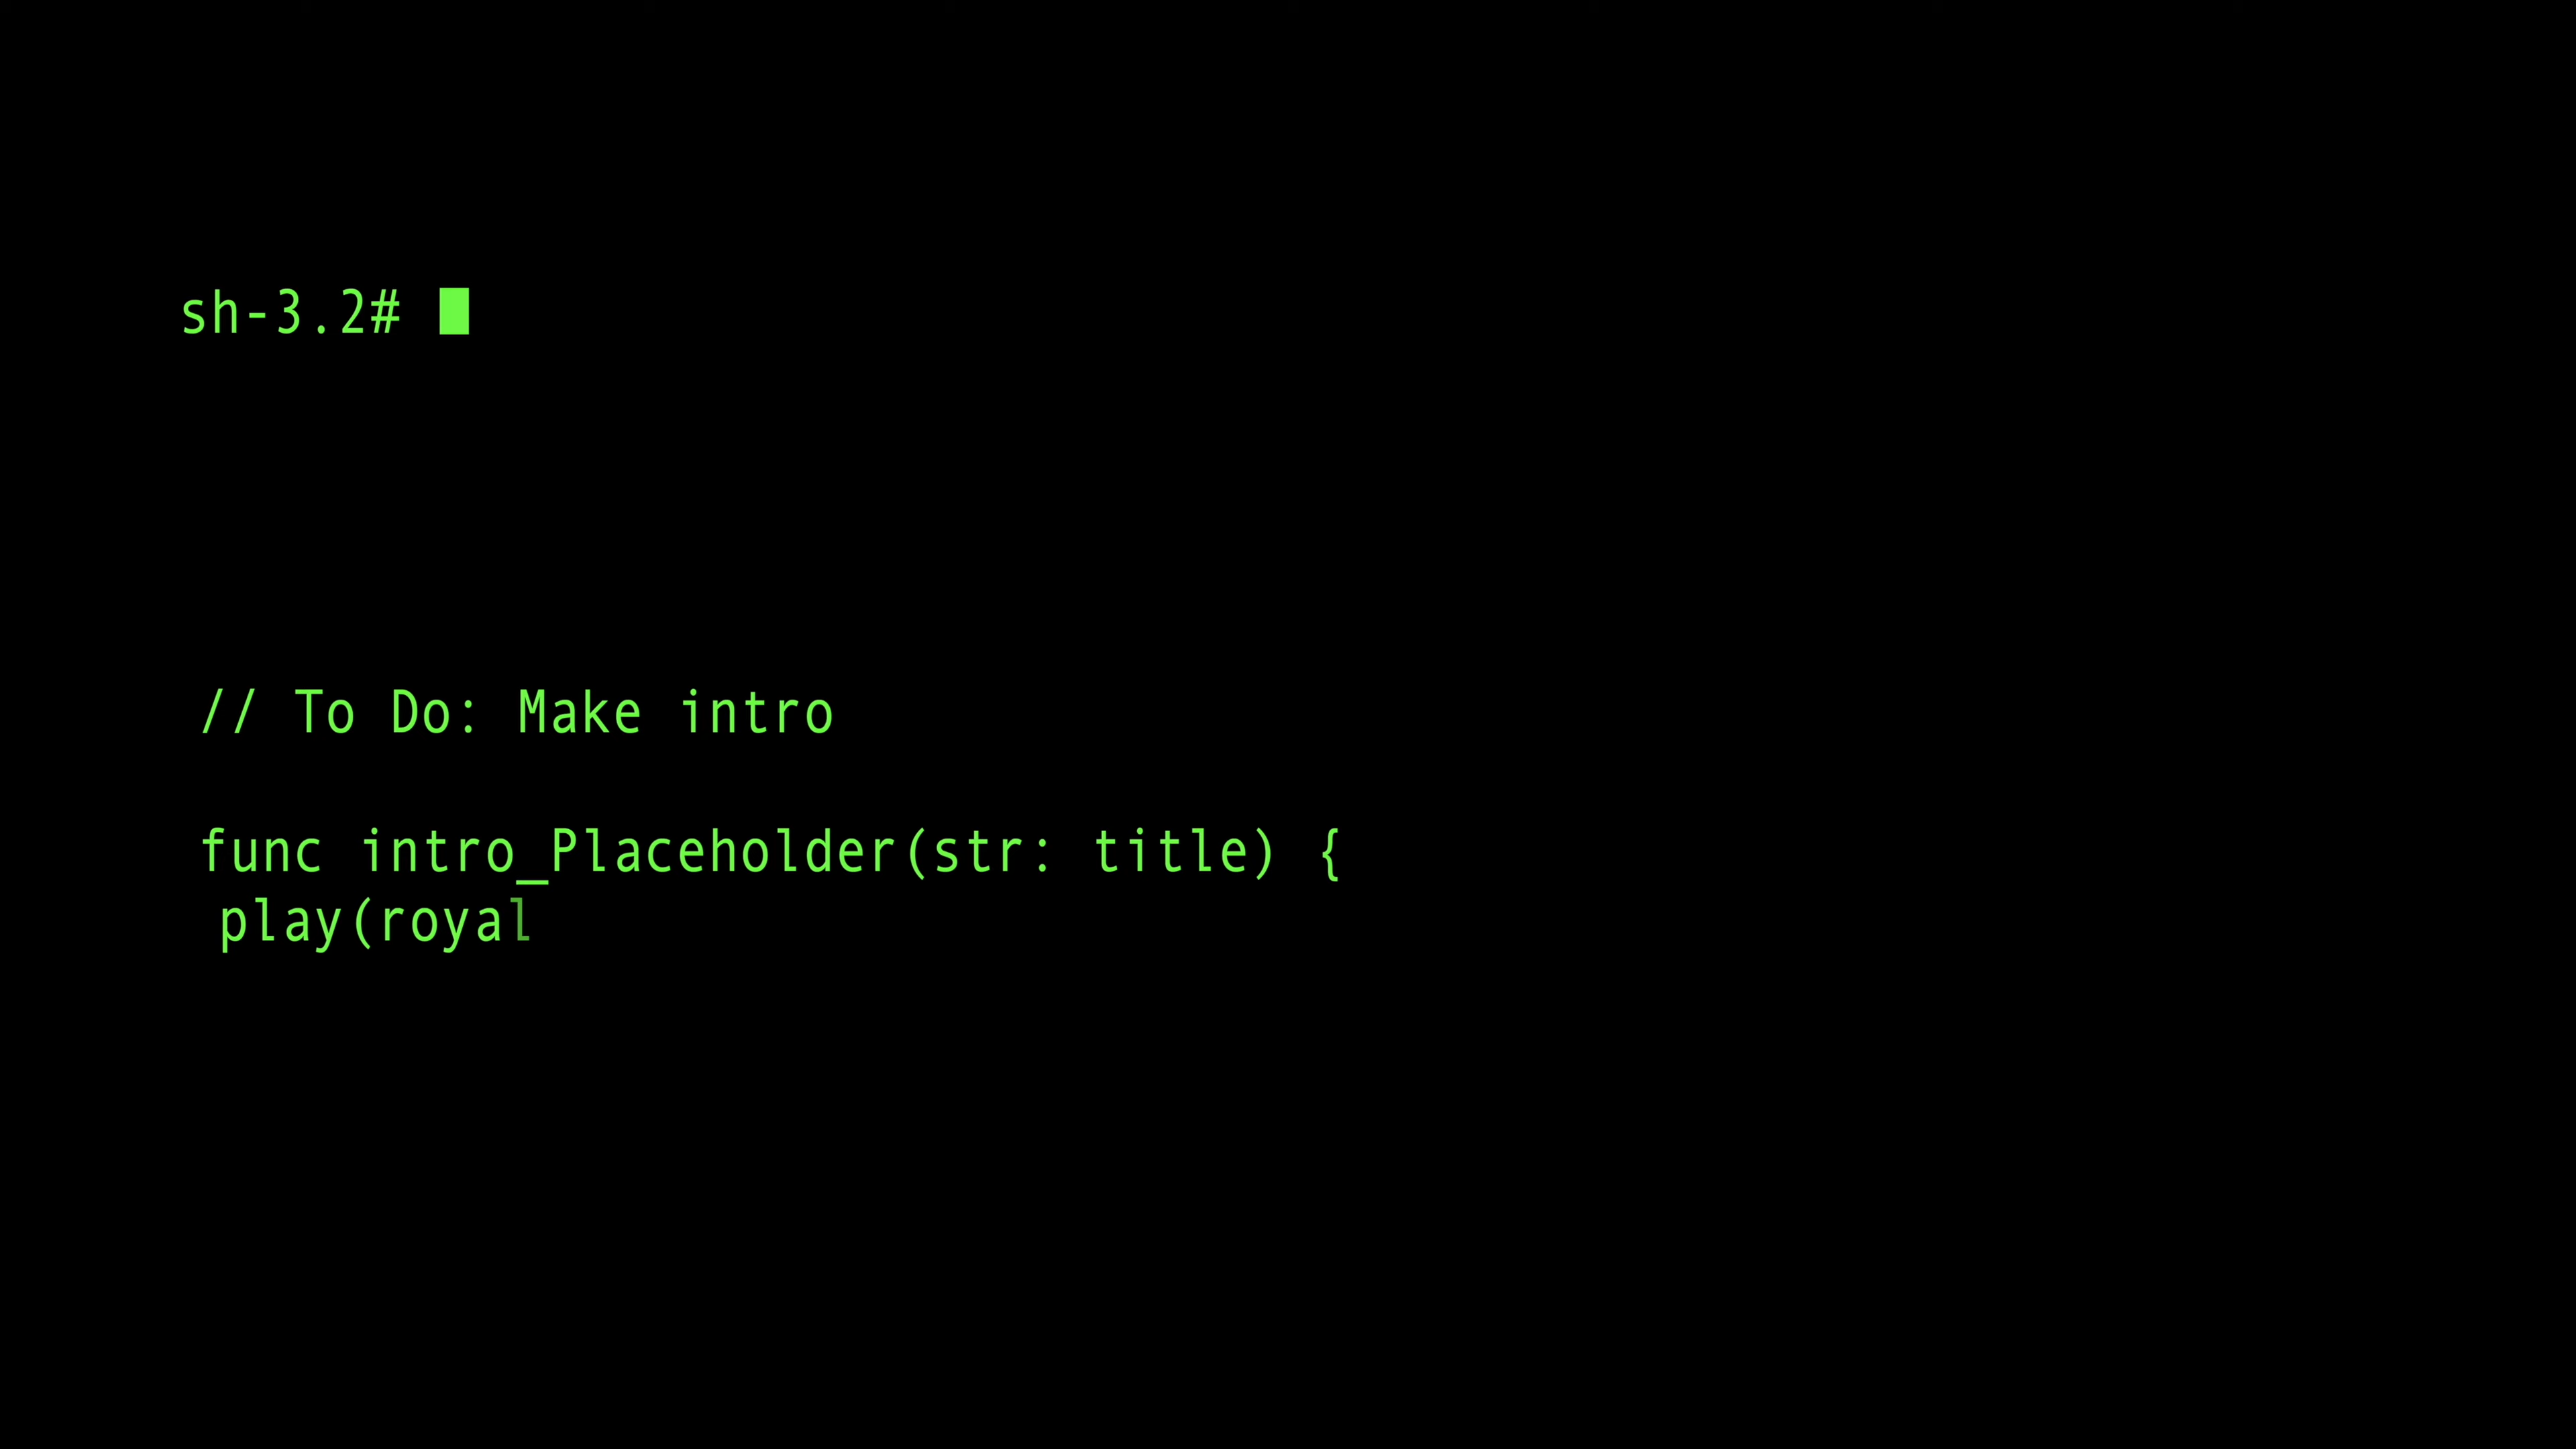 sh-3.2#
// To Do: Make intro
func intro_Placeholder(str: title) {
play(royal